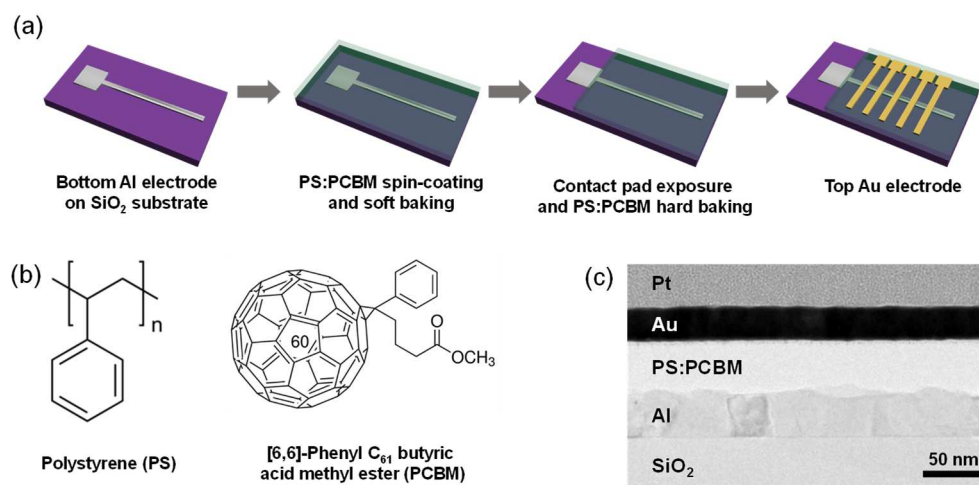 (a)
Bottom Al electrode
on SiO₂ substrate
PS:PCBM spin-coating
and soft baking
Contact pad exposure
and PS:PCBM hard baking
Top Au electrode
(b)
n
Polystyrene (PS)
60
O
OCH₃
[6,6]-Phenyl C₆₁ butyric
acid methyl ester (PCBM)
(c)
Pt
Au
PS:PCBM
Al
SiO₂
50 nm